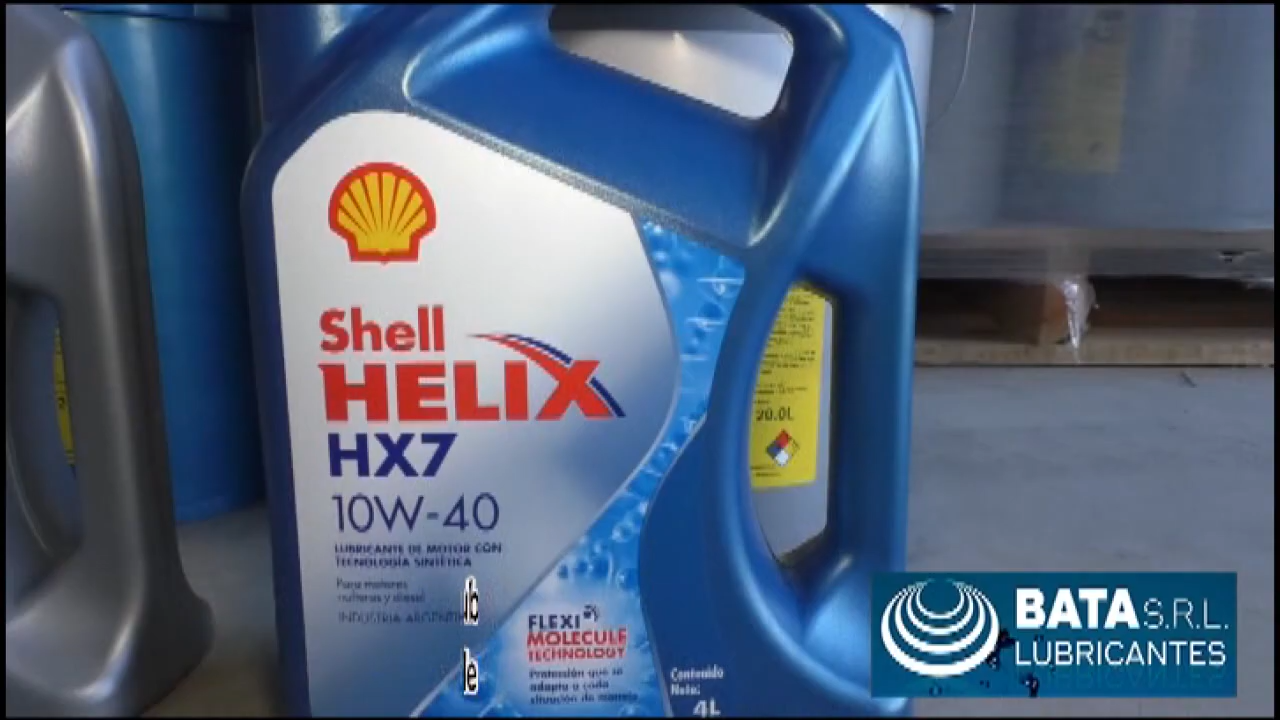 Shell
HELIX
HX7
10W-40
LUBRICANTE DE MOTOR CON
TECNOLOGÍA SINTÉTICA
Para motores
nafteros y diesel
INDUSTRIA ARGENTINA
FLEXI
MOLECULE
TECHNOLOGY
Protección que se
adapta a cada
situación de manejo
Contenido
Neto:
4L
20.0L
BATA S.R.L.
LUBRICANTES